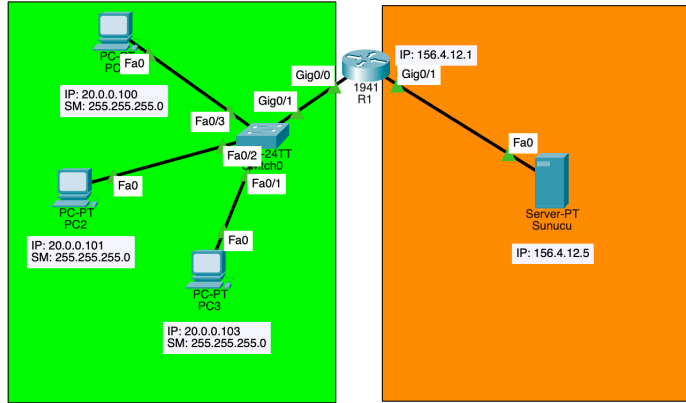 PC-PT
PC
Fa0
IP: 20.0.0.100
SM: 255.255.255.0
Fa0/3
Gig0/1
Gig0/0
1941
R1
IP: 156.4.12.1
Gig0/1
Fa0/2
-24TT
Switch0
Fa0/1
Fa0
PC-PT
PC2
IP: 20.0.0.101
SM: 255.255.255.0
Fa0
PC-PT
PC3
IP: 20.0.0.103
SM: 255.255.255.0
Fa0
Server-PT
Sunucu
IP: 156.4.12.5